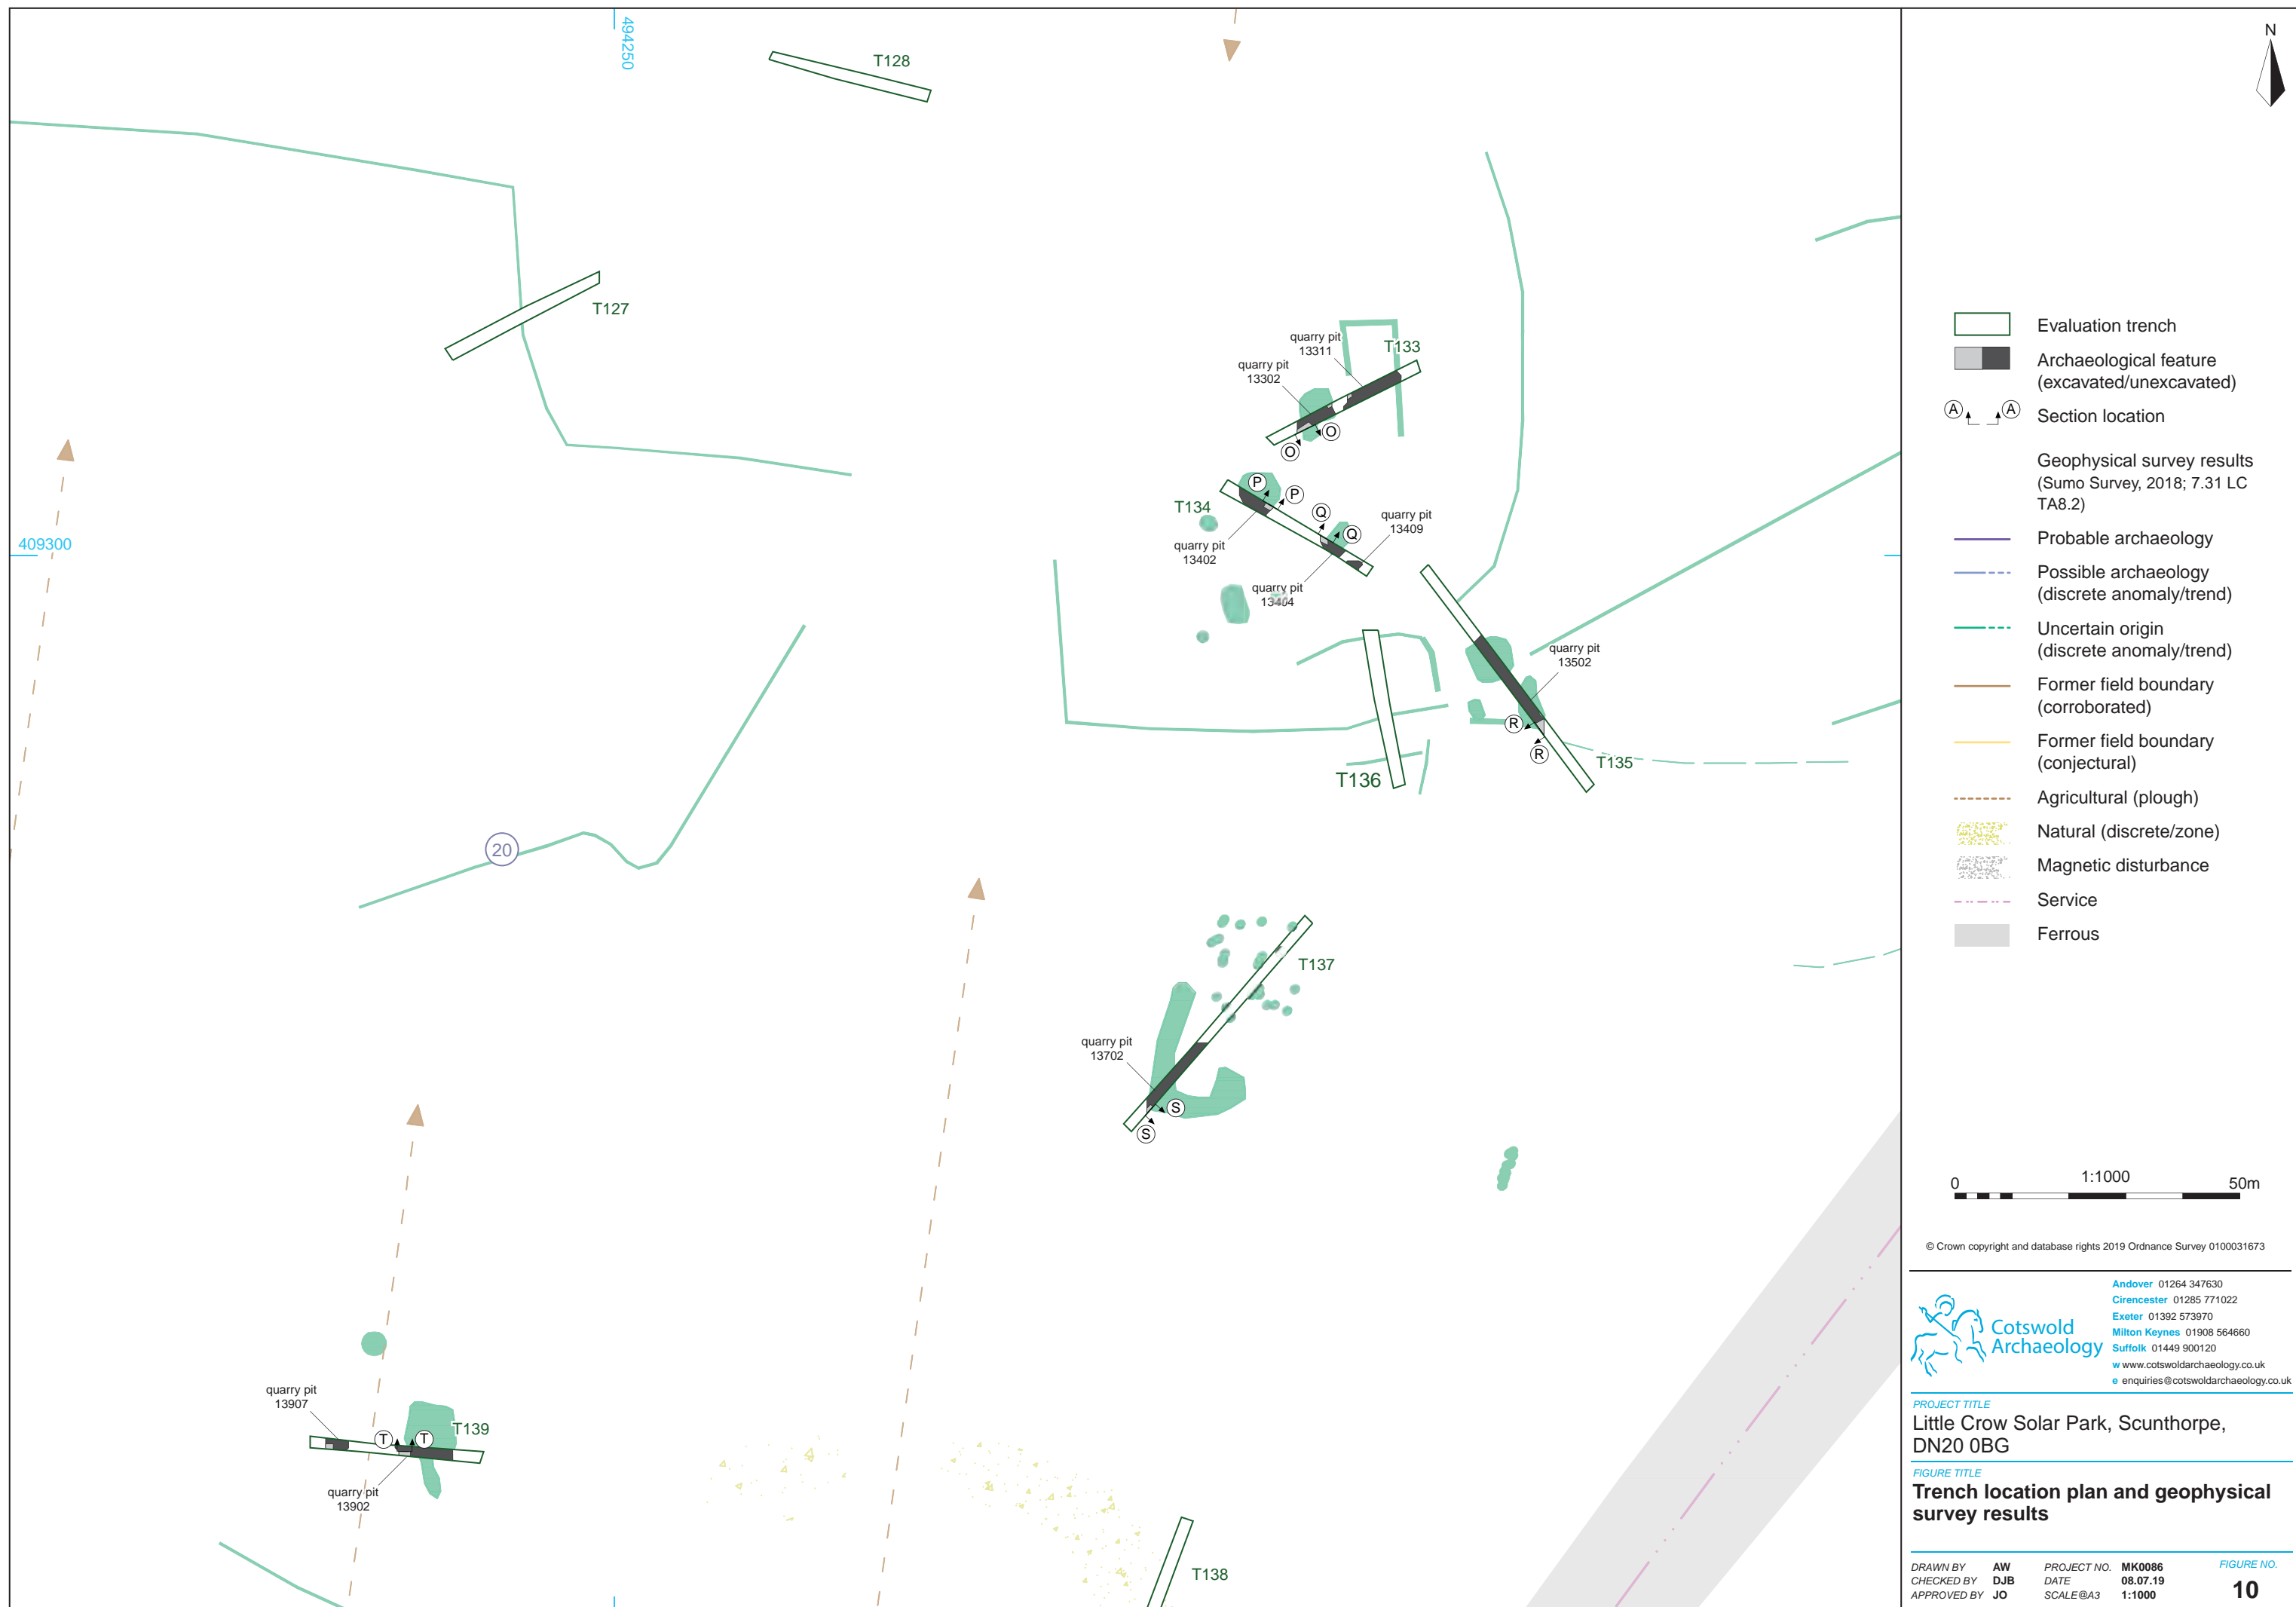 494250
T128
T127
quarry pit
13311
T133
quarry pit
13302
O
O
P
P
T134
Q
quarry pit
13409
Q
409300
quarry pit
13402
quarry pit
13404
quarry pit
13502
R
R
T135
T136
20
T137
quarry pit
13702
S
S
quarry pit
13907
T139
T
T
quarry pit
13902
T138
N
Evaluation trench
Archaeological feature
(excavated/unexcavated)
A A Section location
Geophysical survey results
(Sumo Survey, 2018; 7.31 LC
TA8.2)
Probable archaeology
Possible archaeology
(discrete anomaly/trend)
Uncertain origin
(discrete anomaly/trend)
Former field boundary
(corroborated)
Former field boundary
(conjectural)
Agricultural (plough)
Natural (discrete/zone)
Magnetic disturbance
Service
Ferrous
0 1:1000 50m
© Crown copyright and database rights 2019 Ordnance Survey 0100031673
Cotswold
Archaeology
Andover 01264 347630
Cirencester 01285 771022
Exeter 01392 573970
Milton Keynes 01908 564660
Suffolk 01449 900120
w www.cotswoldarchaeology.co.uk
e enquiries@cotswoldarchaeology.co.uk
PROJECT TITLE
Little Crow Solar Park, Scunthorpe,
DN20 0BG
FIGURE TITLE
Trench location plan and geophysical
survey results
DRAWN BY AW PROJECT NO. MK0086 FIGURE NO.
CHECKED BY DJB DATE 08.07.19
APPROVED BY JO SCALE@A3 1:1000 10